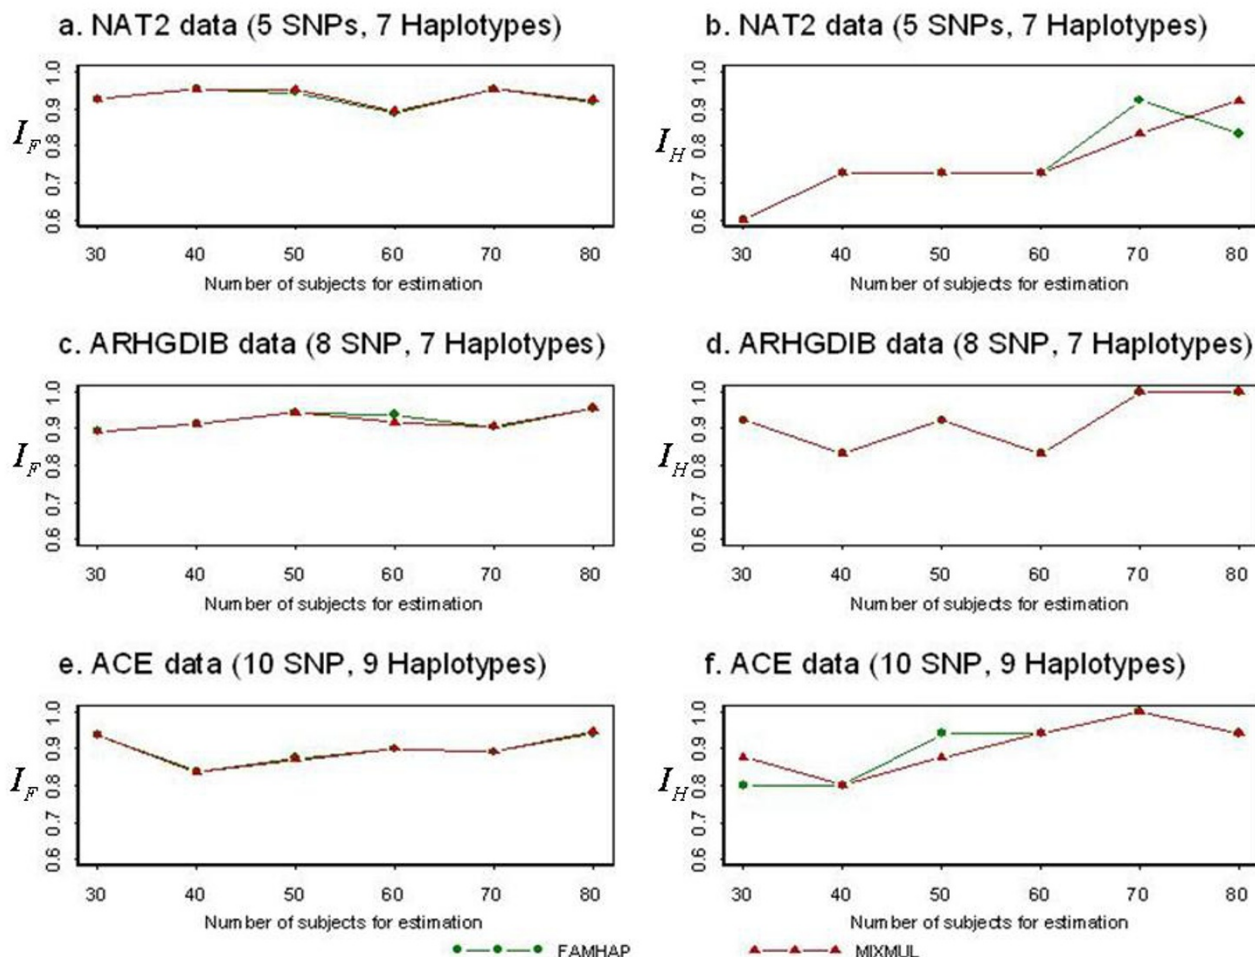 a. NAT2 data (5 SNPs, 7 Haplotypes)
I_F
0.6 0.7 0.8 0.9 1.0
30 40 50 60 70 80
Number of subjects for estimation
b. NAT2 data (5 SNPs, 7 Haplotypes)
I_H
0.6 0.7 0.8 0.9 1.0
30 40 50 60 70 80
Number of subjects for estimation
c. ARHGDIB data (8 SNP, 7 Haplotypes)
I_F
0.6 0.7 0.8 0.9 1.0
30 40 50 60 70 80
Number of subjects for estimation
d. ARHGDIB data (8 SNP, 7 Haplotypes)
I_H
0.6 0.7 0.8 0.9 1.0
30 40 50 60 70 80
Number of subjects for estimation
e. ACE data (10 SNP, 9 Haplotypes)
I_F
0.6 0.7 0.8 0.9 1.0
30 40 50 60 70 80
Number of subjects for estimation
f. ACE data (10 SNP, 9 Haplotypes)
I_H
0.6 0.7 0.8 0.9 1.0
30 40 50 60 70 80
Number of subjects for estimation
FAMHAP MIXMUL